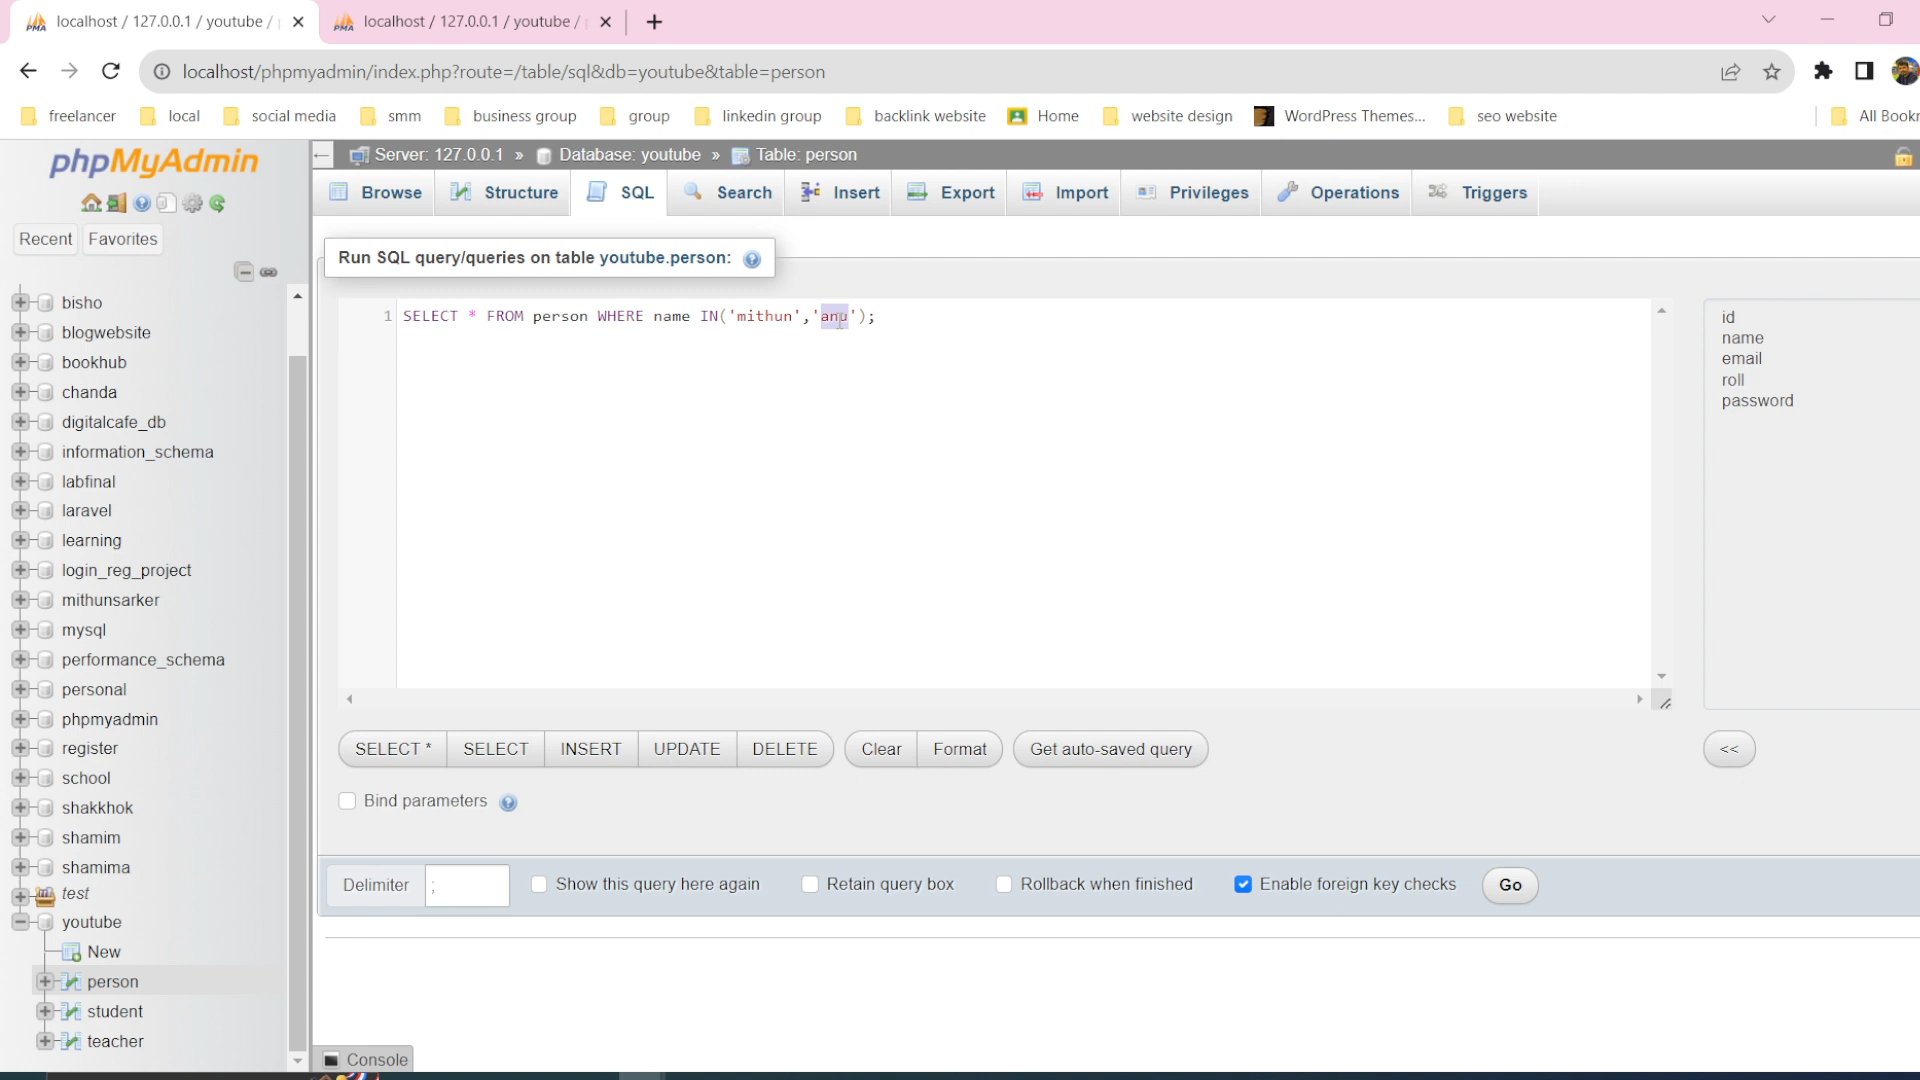 localhost / 127.0.0.1 / youtube /
localhost / 127.0.0.1 / youtube /
localhost/phpmyadmin/index.php?route=/table/sql&db=youtube&table=person
freelancer local social media smm business group group linkedin group backlink website Home website design WordPress Themes... seo website All Bookr
phpMyAdmin
Server: 127.0.0.1 » Database: youtube » Table: person
Browse Structure SQL Search Insert Export Import Privileges Operations Triggers
Recent Favorites
Run SQL query/queries on table youtube.person:
1 SELECT * FROM person WHERE name IN('mithun','anu');
id
name
email
roll
password
bisho
blogwebsite
bookhub
chanda
digitalcafe_db
information_schema
labfinal
laravel
learning
login_reg_project
mithunsarker
mysql
performance_schema
personal
phpmyadmin
register
school
shakkhok
shamim
shamima
test
youtube
New
person
student
teacher
SELECT * SELECT INSERT UPDATE DELETE Clear Format Get auto-saved query <<
Bind parameters
Delimiter ; Show this query here again Retain query box Rollback when finished Enable foreign key checks Go
Console